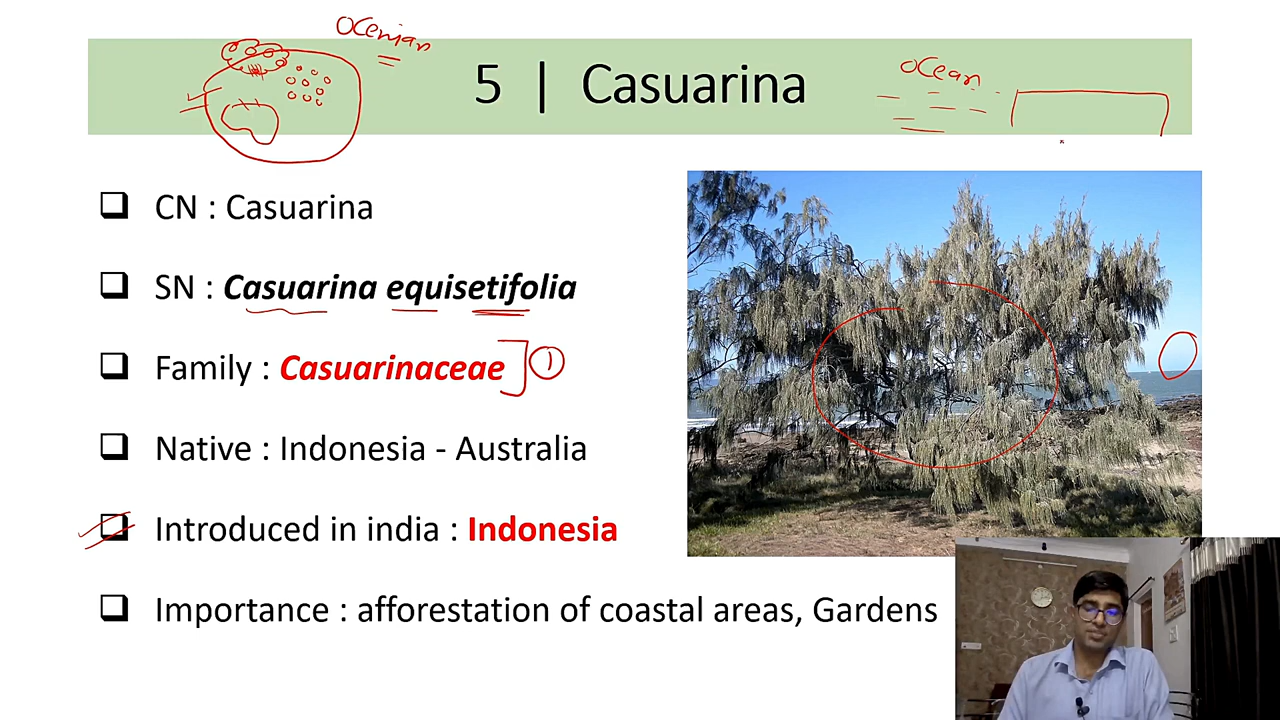 Ocenian
5 | Casuarina
Ocean
CN : Casuarina
SN : Casuarina equisetifolia
Family : Casuarinaceae
1
Native : Indonesia - Australia
Introduced in india : Indonesia
Importance : afforestation of coastal areas, Gardens